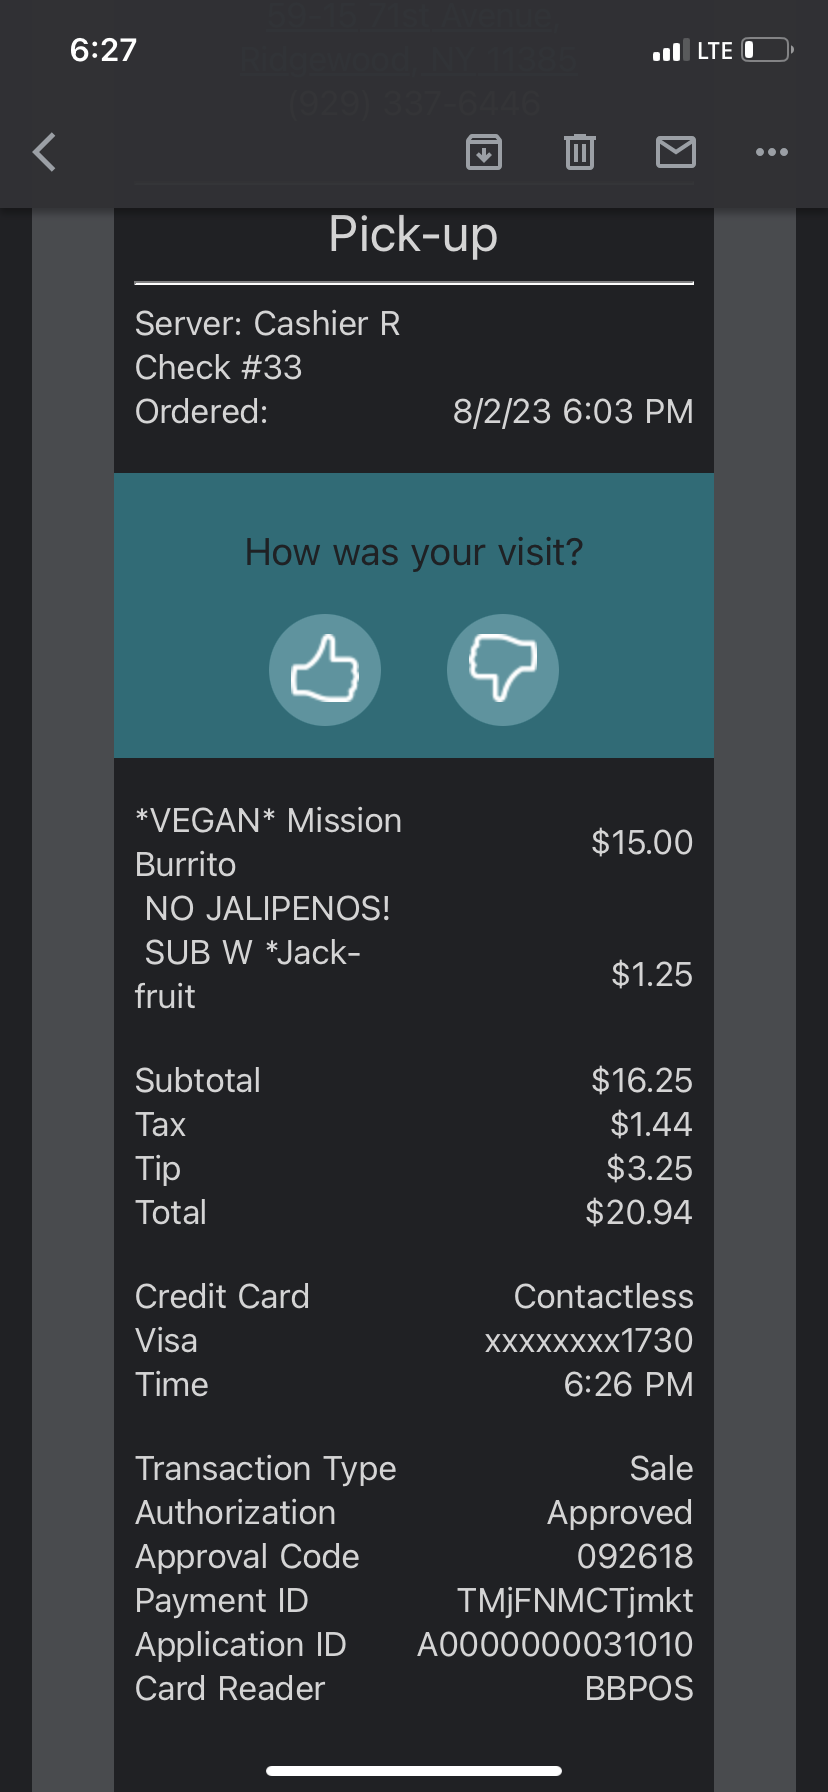 59-15 71st Avenue,
6:27
LTE
Ridgewood, NY 11385
(929) 337-6446
Pick-up
Server: Cashier R
Check #33
Ordered: 8/2/23 6:03 PM
How was your visit?
*VEGAN* Mission
Burrito $15.00
NO JALIPENOS!
SUB W *Jack-
fruit $1.25
Subtotal $16.25
Tax $1.44
Tip $3.25
Total $20.94
Credit Card Contactless
Visa xxxxxxxx1730
Time 6:26 PM
Transaction Type Sale
Authorization Approved
Approval Code 092618
Payment ID TMjFNMCTjmkt
Application ID A0000000031010
Card Reader BBPOS